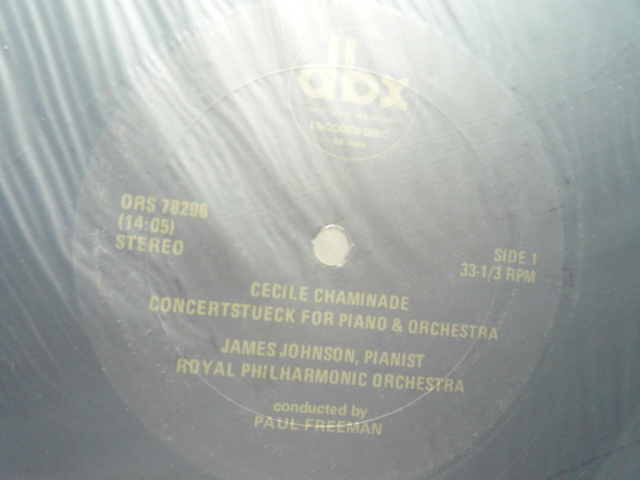 dbx
ENCODED DISC
ORS 78296
(14:05)
STEREO
SIDE 1
33-1/3 RPM
CECILE CHAMINADE
CONCERTSTUECK FOR PIANO & ORCHESTRA
JAMES JOHNSON, PIANIST
ROYAL PHILHARMONIC ORCHESTRA
conducted by
PAUL FREEMAN